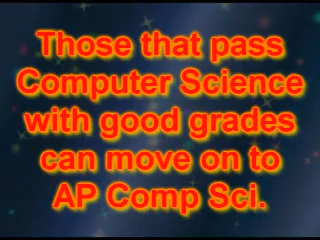 Those that pass
Computer Science
with good grades
can move on to
AP Comp Sci.